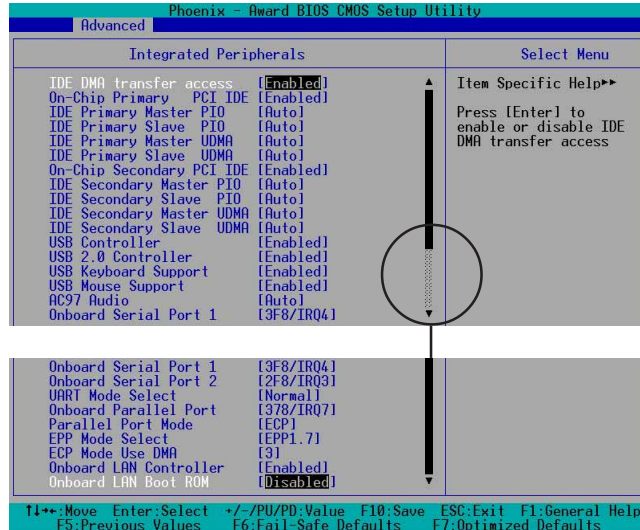 Phoenix - Award BIOS CMOS Setup Utility
Advanced
Integrated Peripherals
Select Menu
IDE DMA transfer access [Enabled]
On-Chip Primary PCI IDE [Enabled]
IDE Primary Master PIO [Auto]
IDE Primary Slave PIO [Auto]
IDE Primary Master UDMA [Auto]
IDE Primary Slave UDMA [Auto]
On-Chip Secondary PCI IDE [Enabled]
IDE Secondary Master PIO [Auto]
IDE Secondary Slave PIO [Auto]
IDE Secondary Master UDMA [Auto]
IDE Secondary Slave UDMA [Auto]
USB Controller [Enabled]
USB 2.0 Controller [Enabled]
USB Keyboard Support [Enabled]
USB Mouse Support [Enabled]
AC97 Audio [Auto]
Onboard Serial Port 1 [3F8/IRQ4]
Item Specific Help▸▸
Press [Enter] to
enable or disable IDE
DMA transfer access
Onboard Serial Port 1 [3F8/IRQ4]
Onboard Serial Port 2 [2F8/IRQ3]
UART Mode Select [Normal]
Onboard Parallel Port [378/IRQ7]
Parallel Port Mode [ECP]
EPP Mode Select [EPP1.7]
ECP Mode Use DMA [3]
Onboard LAN Controller [Enabled]
Onboard LAN Boot ROM [Disabled]
↑↓→←:Move Enter:Select +/-/PU/PD:Value F10:Save ESC:Exit F1:General Help
F5:Previous Values F6:Fail-Safe Defaults F7:Optimized Defaults